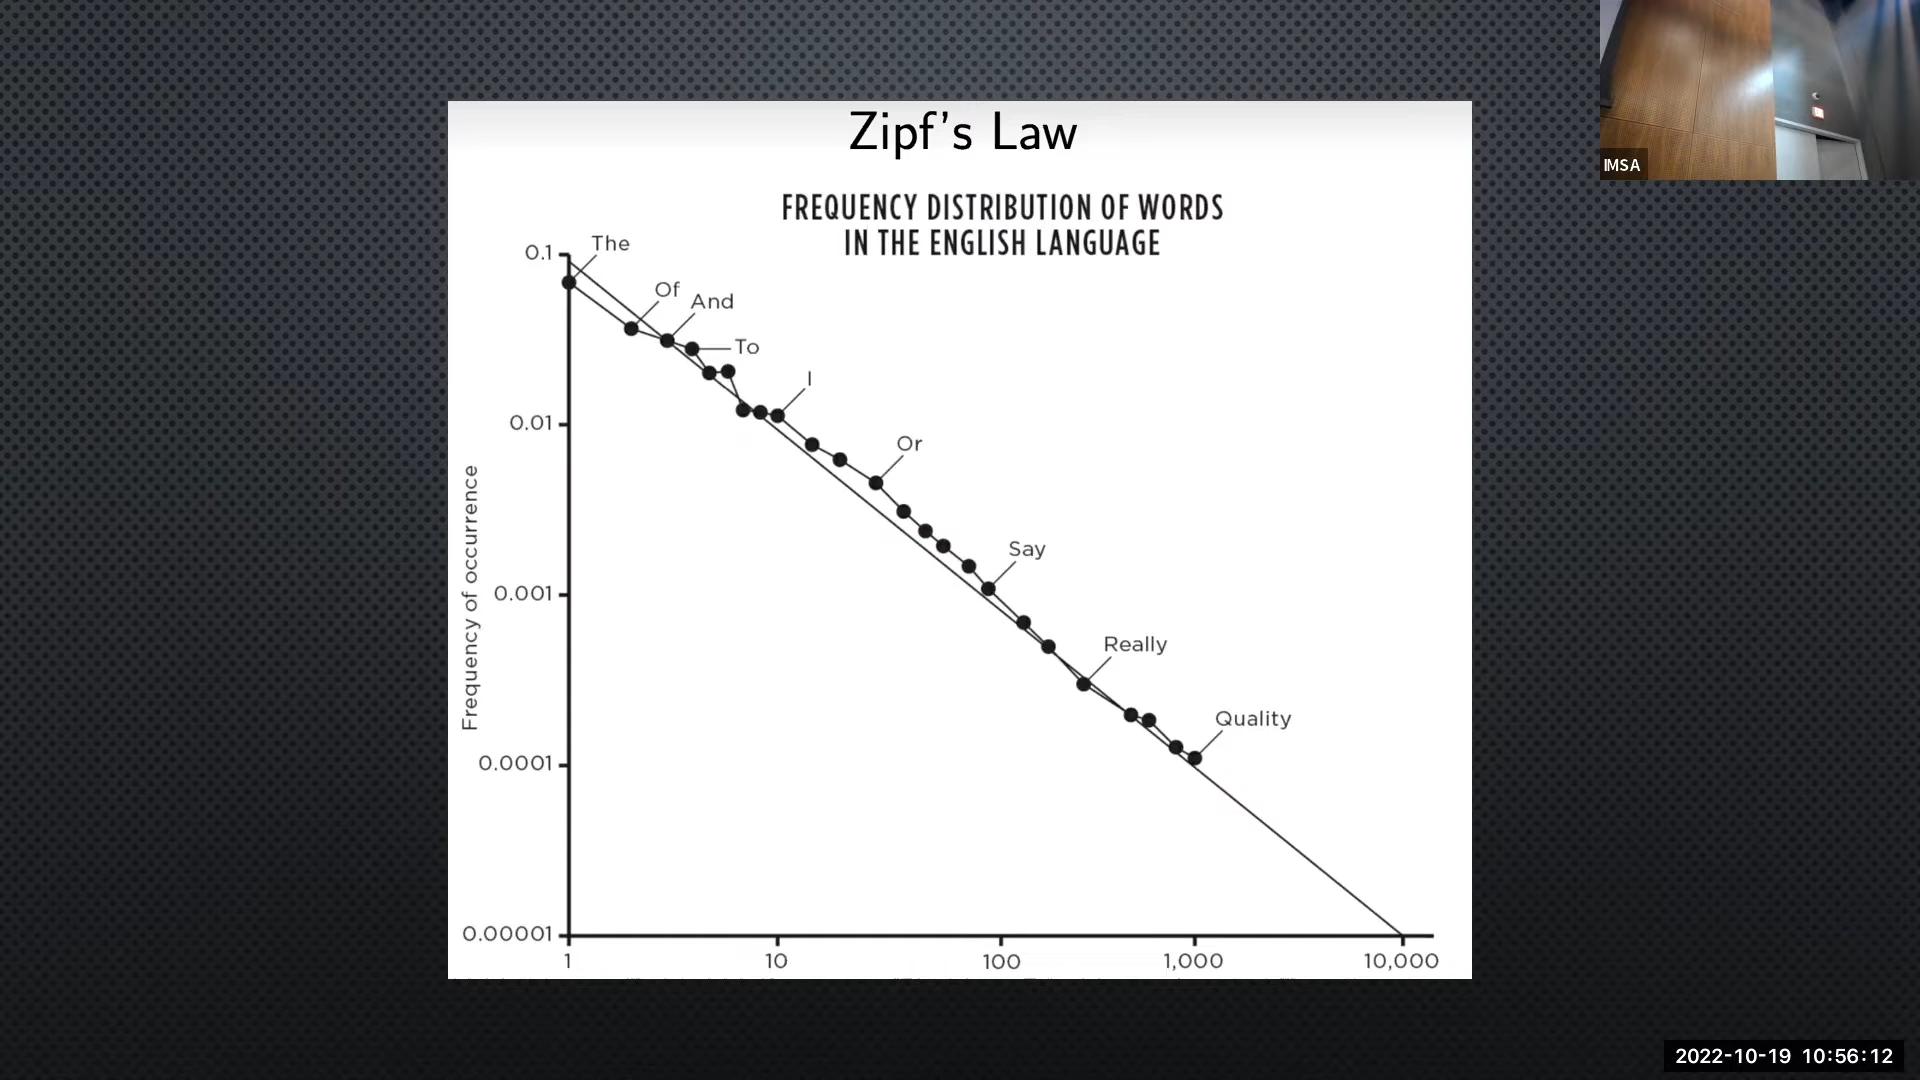 Zipf's Law
FREQUENCY DISTRIBUTION OF WORDS
IN THE ENGLISH LANGUAGE
Frequency of occurrence
0.1
0.01
0.001
0.0001
0.00001
The
Of
And
To
I
Or
Say
Really
Quality
1
10
100
1,000
10,000
IMSA
2022-10-19 10:56:12